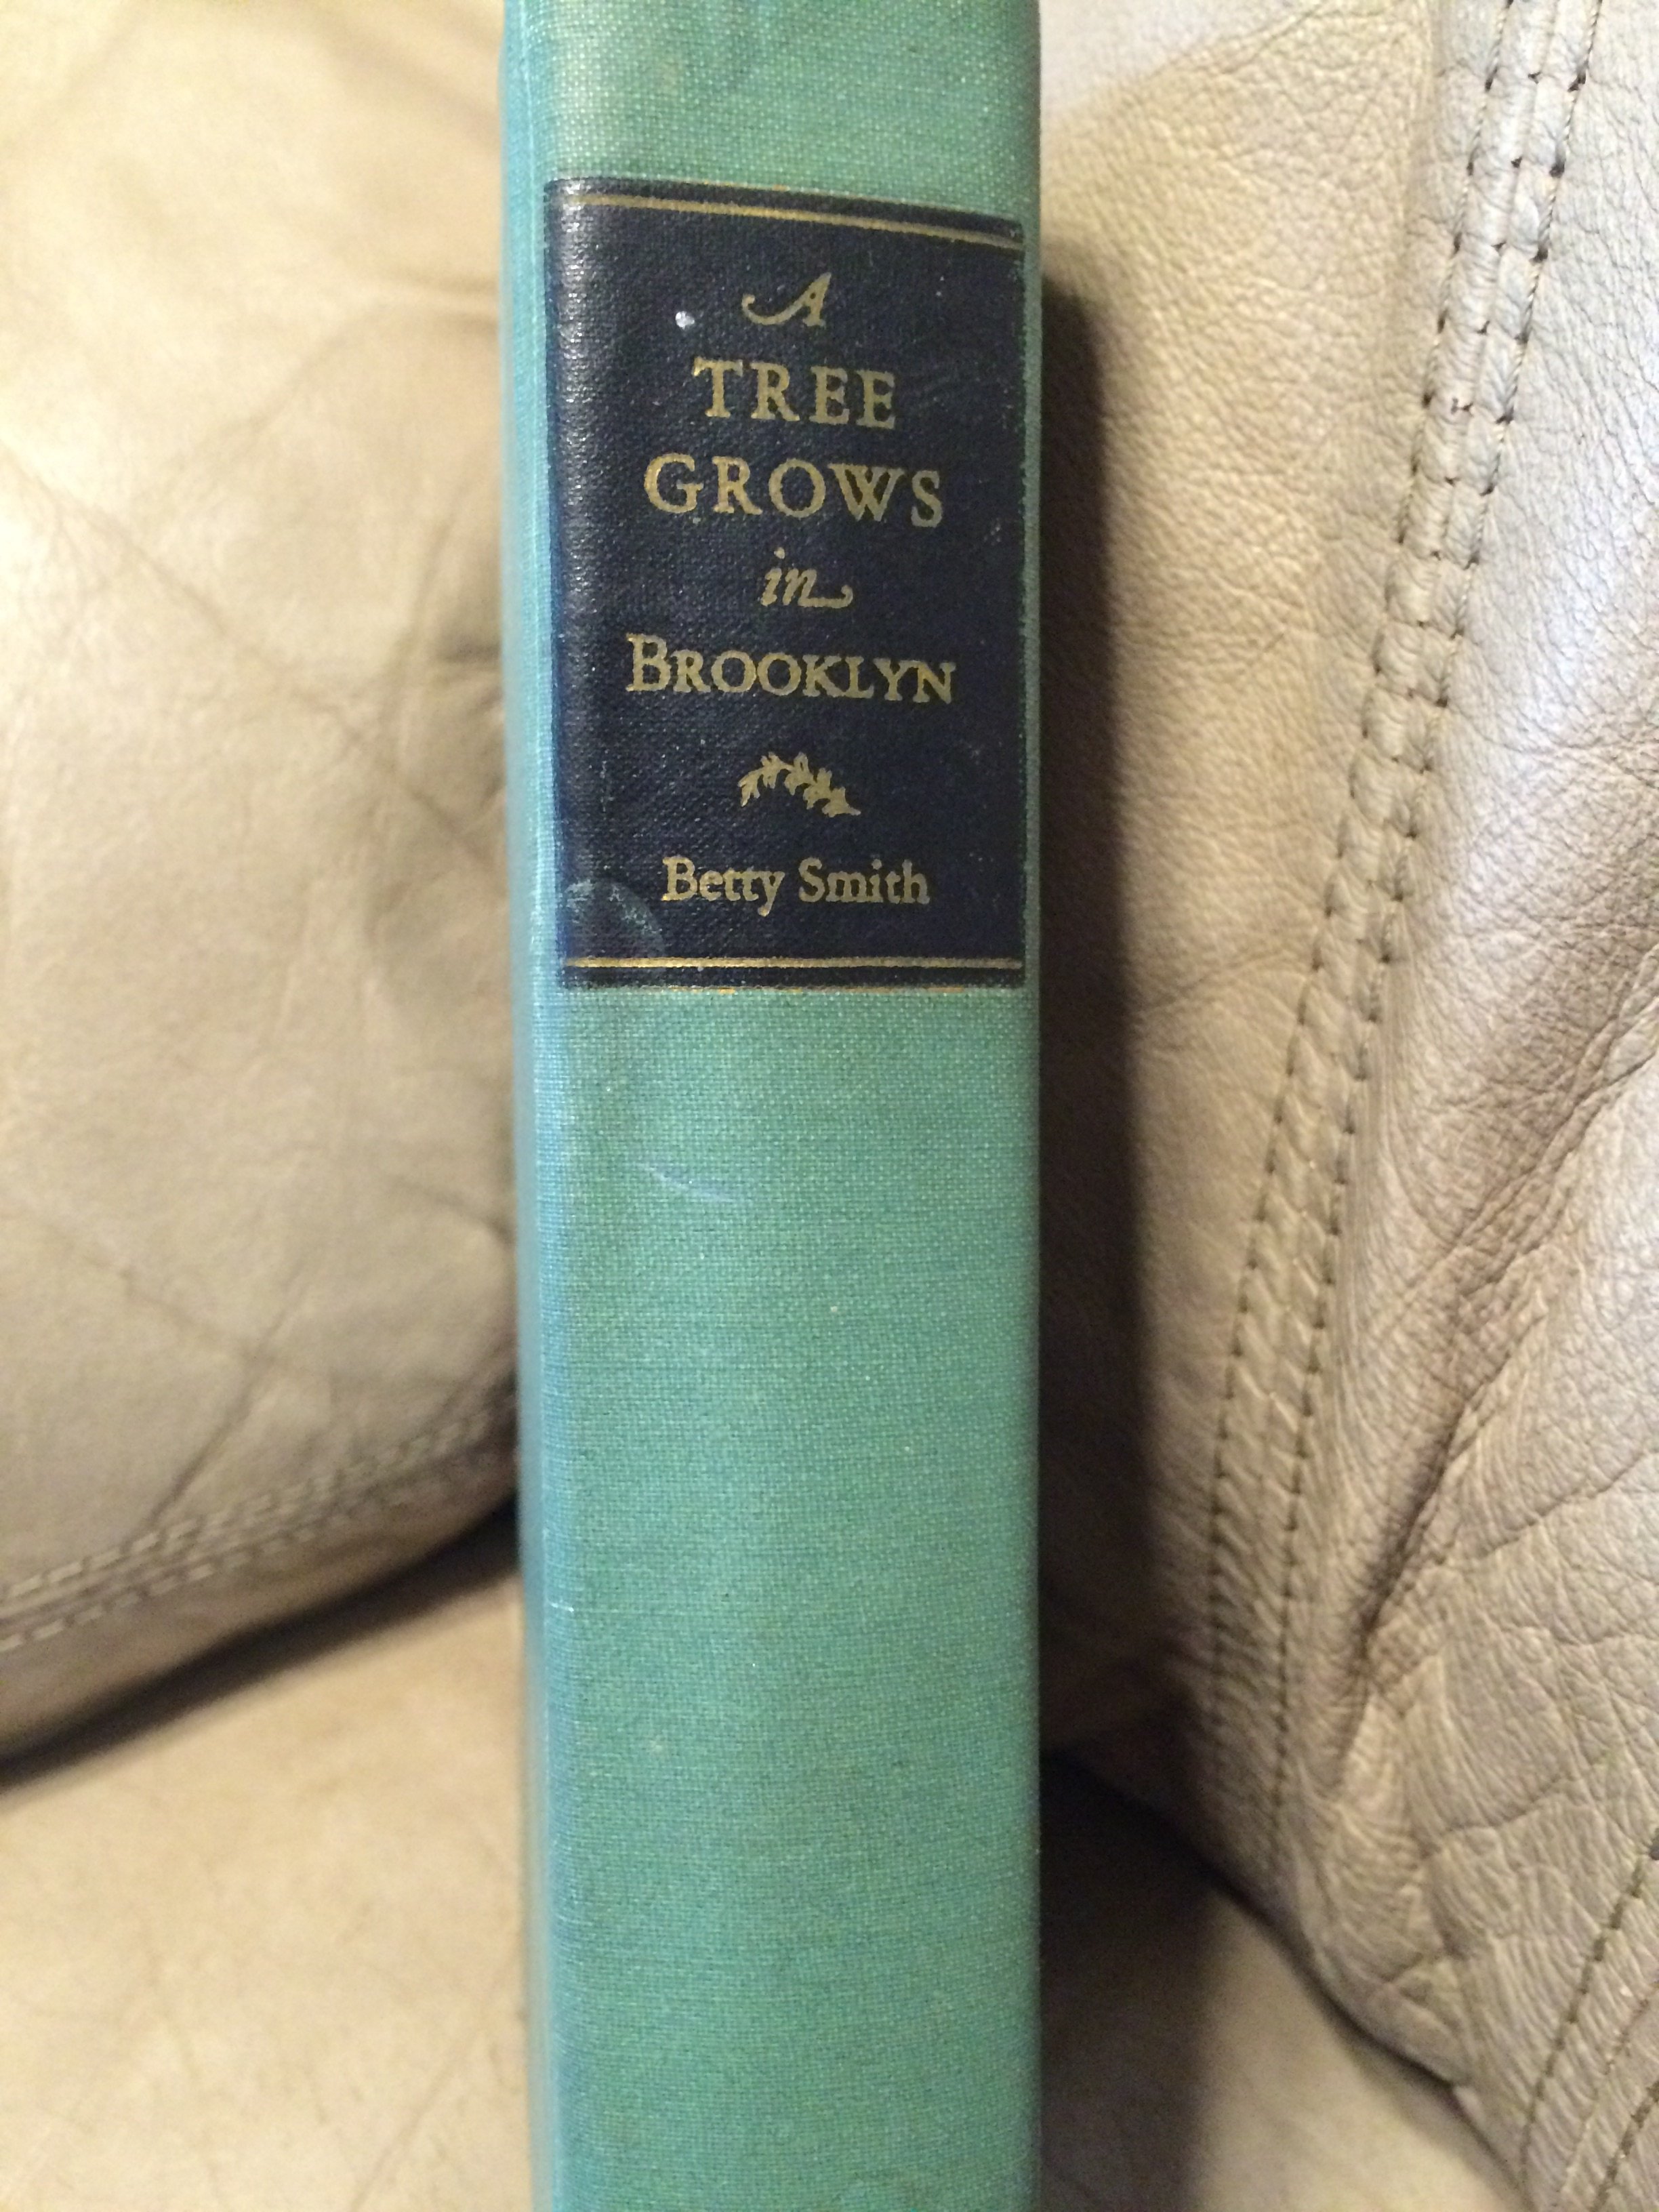 A
TREE
GROWS
in
BROOKLYN
Betty Smith